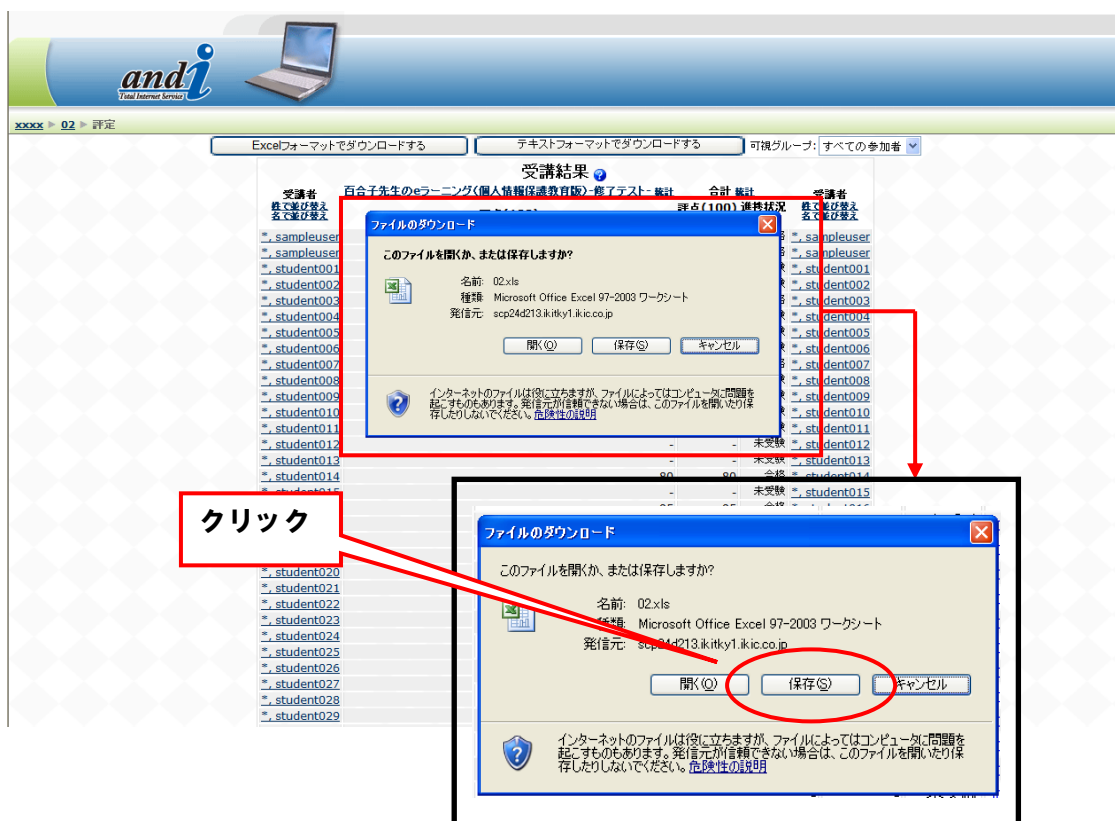 and i
Total Internet Service
xxxx ▶ 02 ▶ 評定
Excelフォーマットでダウンロードする テキストフォーマットでダウンロードする 可視グループ: すべての参加者
受講結果
受講者 百合子先生のeラーニング(個人情報保護教育版)-修了テスト- 統計 合計 統計 受講者
姓で並び替え 評点(100) 進捗状況 姓で並び替え
名で並び替え 名で並び替え
*, sampleuser *, sampleuser
*, sampleuser *, sampleuser
*, student001 *, student001
*, student002 *, student002
*, student003 *, student003
*, student004 *, student004
*, student005 *, student005
*, student006 *, student006
*, student007 *, student007
*, student008 *, student008
*, student009 *, student009
*, student010 *, student010
*, student011 *, student011
*, student012 - - 未受験 *, student012
*, student013 - - 未受験 *, student013
*, student014 80 80 合格 *, student014
*, student015 - - 未受験 *, student015
*, student020
*, student021
*, student022
*, student023
*, student024
*, student025
*, student026
*, student027
*, student028
*, student029
ファイルのダウンロード
このファイルを開くか、または保存しますか?
名前: 02.xls
種類: Microsoft Office Excel 97-2003 ワークシート
発信元: scp24d213.ikitky1.ikic.co.jp
開く(O) 保存(S) キャンセル
インターネットのファイルは役に立ちますが、ファイルによってはコンピュータに問題を
起こすものもあります。発信元が信頼できない場合は、このファイルを開いたり保
存したりしないでください。危険性の説明
クリック
ファイルのダウンロード
このファイルを開くか、または保存しますか?
名前: 02.xls
種類: Microsoft Office Excel 97-2003 ワークシート
発信元: scp24d213.ikitky1.ikic.co.jp
開く(O) 保存(S) キャンセル
インターネットのファイルは役に立ちますが、ファイルによってはコンピュータに問題を
起こすものもあります。発信元が信頼できない場合は、このファイルを開いたり保
存したりしないでください。危険性の説明